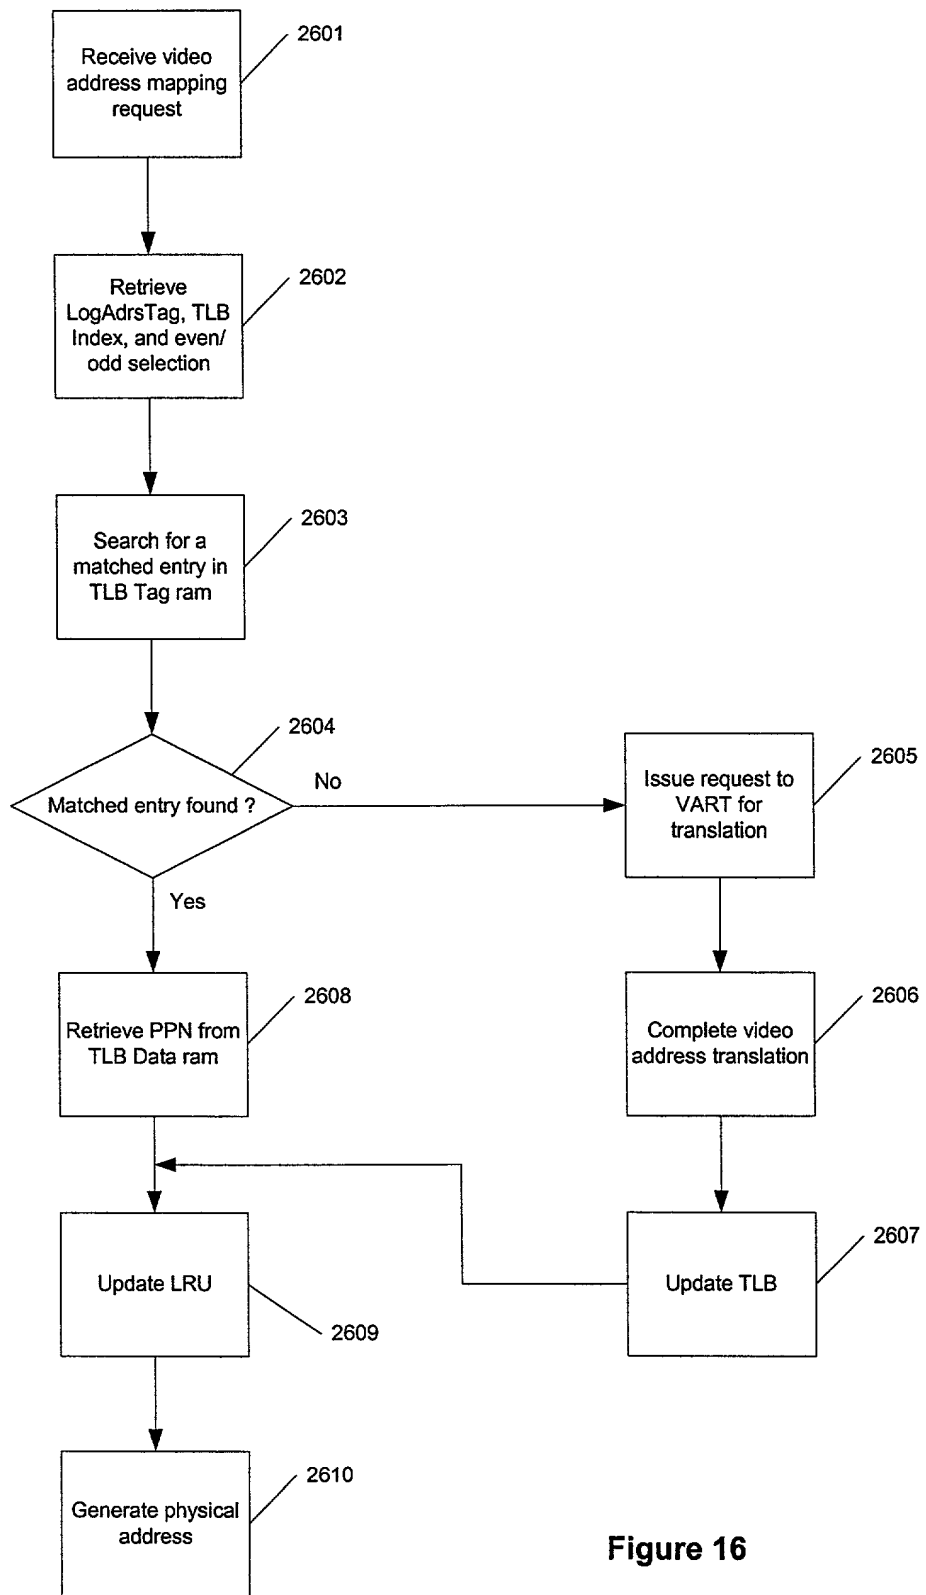 2601
Receive video
address mapping
request
2602
Retrieve
LogAdrsTag, TLB
Index, and even/
odd selection
2603
Search for a
matched entry in
TLB Tag ram
2604
Matched entry found ?
No
Yes
2605
Issue request to
VART for
translation
2606
Complete video
address translation
2608
Retrieve PPN from
TLB Data ram
2607
Update TLB
Update LRU
2609
2610
Generate physical
address
Figure 16